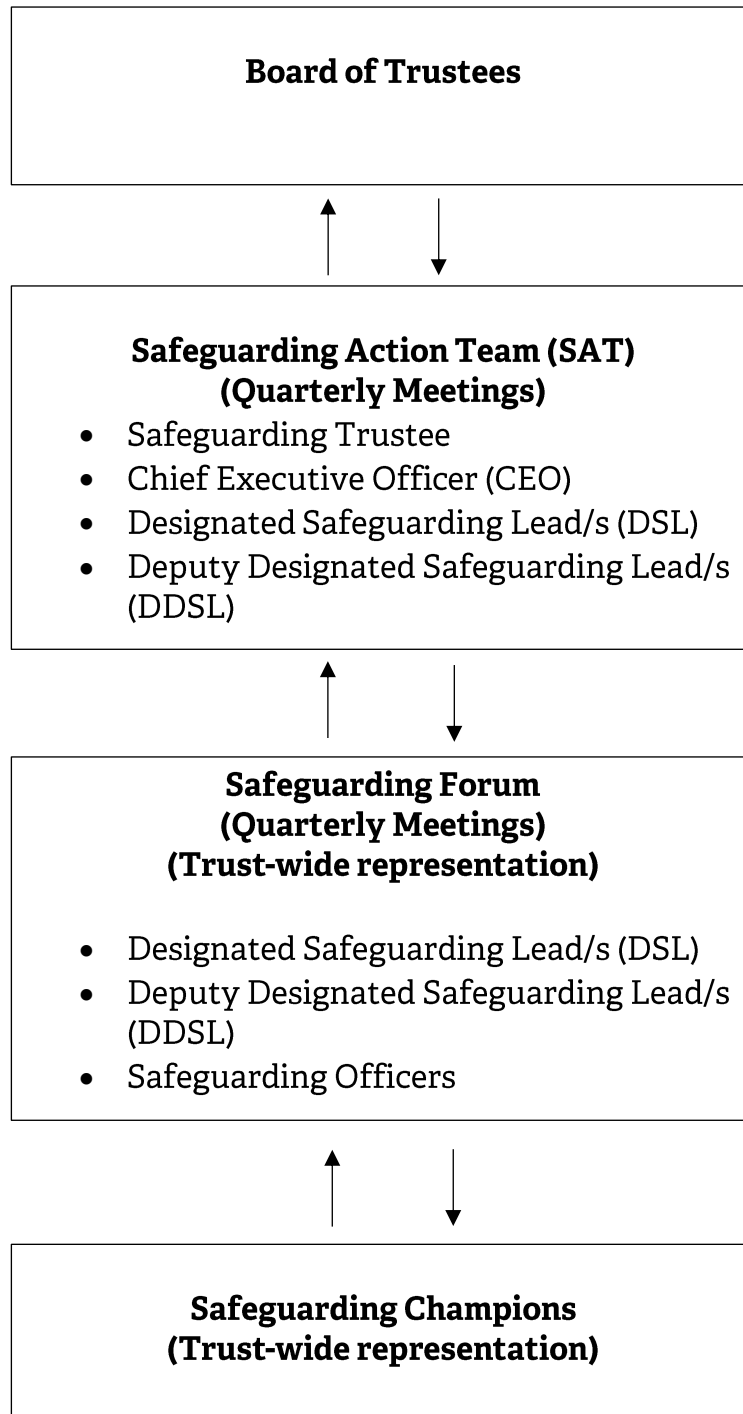 Board of Trustees
Safeguarding Action Team (SAT)
(Quarterly Meetings)
• Safeguarding Trustee
• Chief Executive Officer (CEO)
• Designated Safeguarding Lead/s (DSL)
• Deputy Designated Safeguarding Lead/s
(DDSL)
Safeguarding Forum
(Quarterly Meetings)
(Trust-wide representation)
• Designated Safeguarding Lead/s (DSL)
• Deputy Designated Safeguarding Lead/s
(DDSL)
• Safeguarding Officers
Safeguarding Champions
(Trust-wide representation)